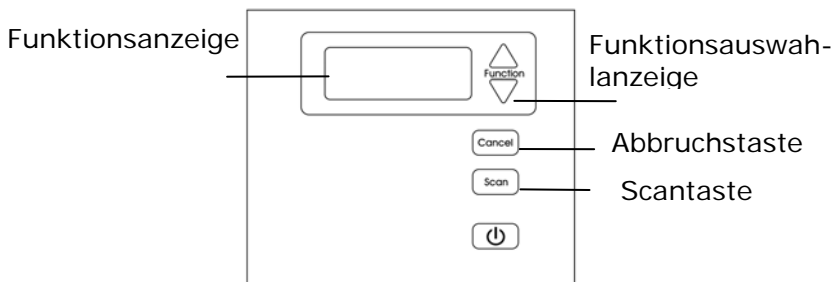 Funktionsanzeige
Function
Funktionsauswah-
lanzeige
Cancel
Abbruchstaste
Scan
Scantaste